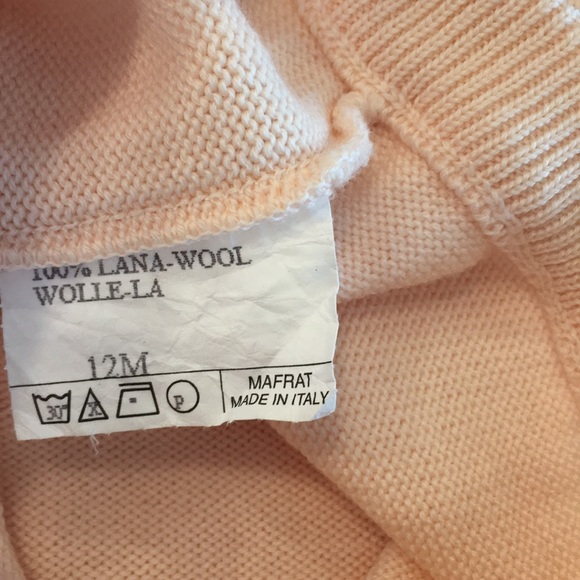 100% LANA-WOOL
WOLLE-LA
12M
30°
P
MAFRAT
MADE IN ITALY